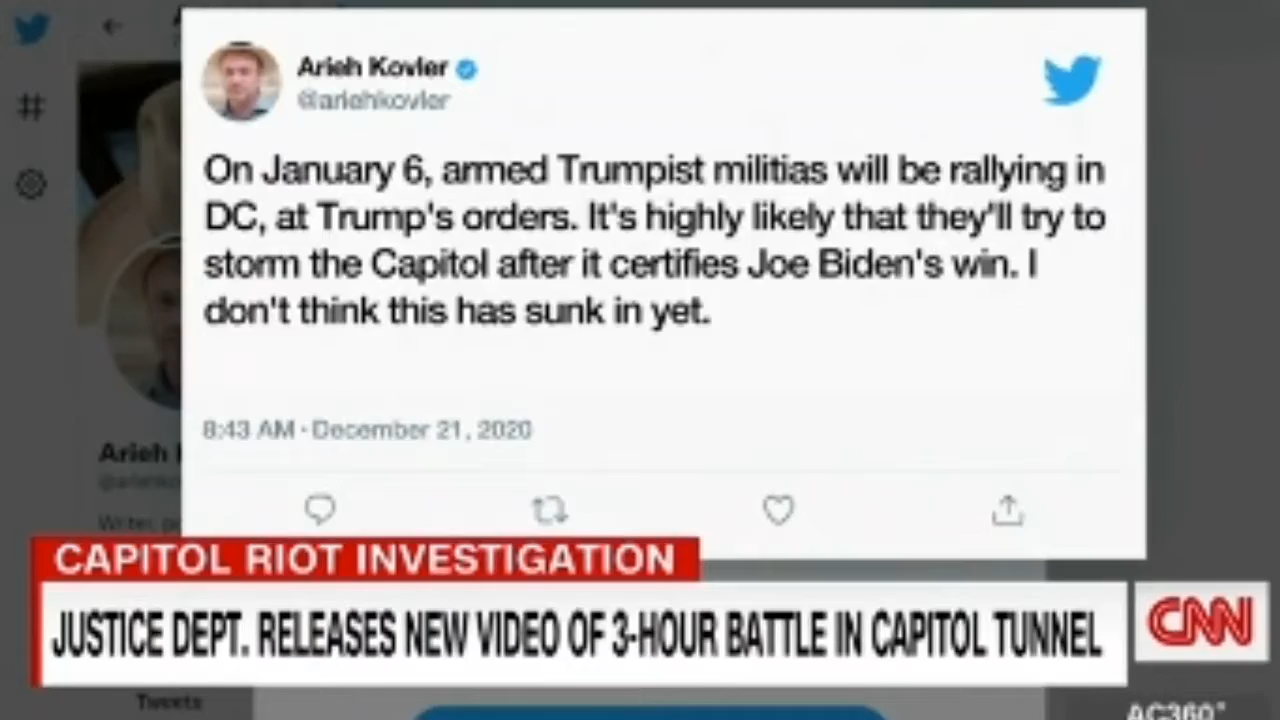 Arieh Kovler
@ariehkovler
On January 6, armed Trumpist militias will be rallying in
DC, at Trump's orders. It's highly likely that they'll try to
storm the Capitol after it certifies Joe Biden's win. I
don't think this has sunk in yet.
8:43 AM · December 21, 2020
Arieh
CAPITOL RIOT INVESTIGATION
JUSTICE DEPT. RELEASES NEW VIDEO OF 3-HOUR BATTLE IN CAPITOL TUNNEL
CNN
Tweets
AC360°